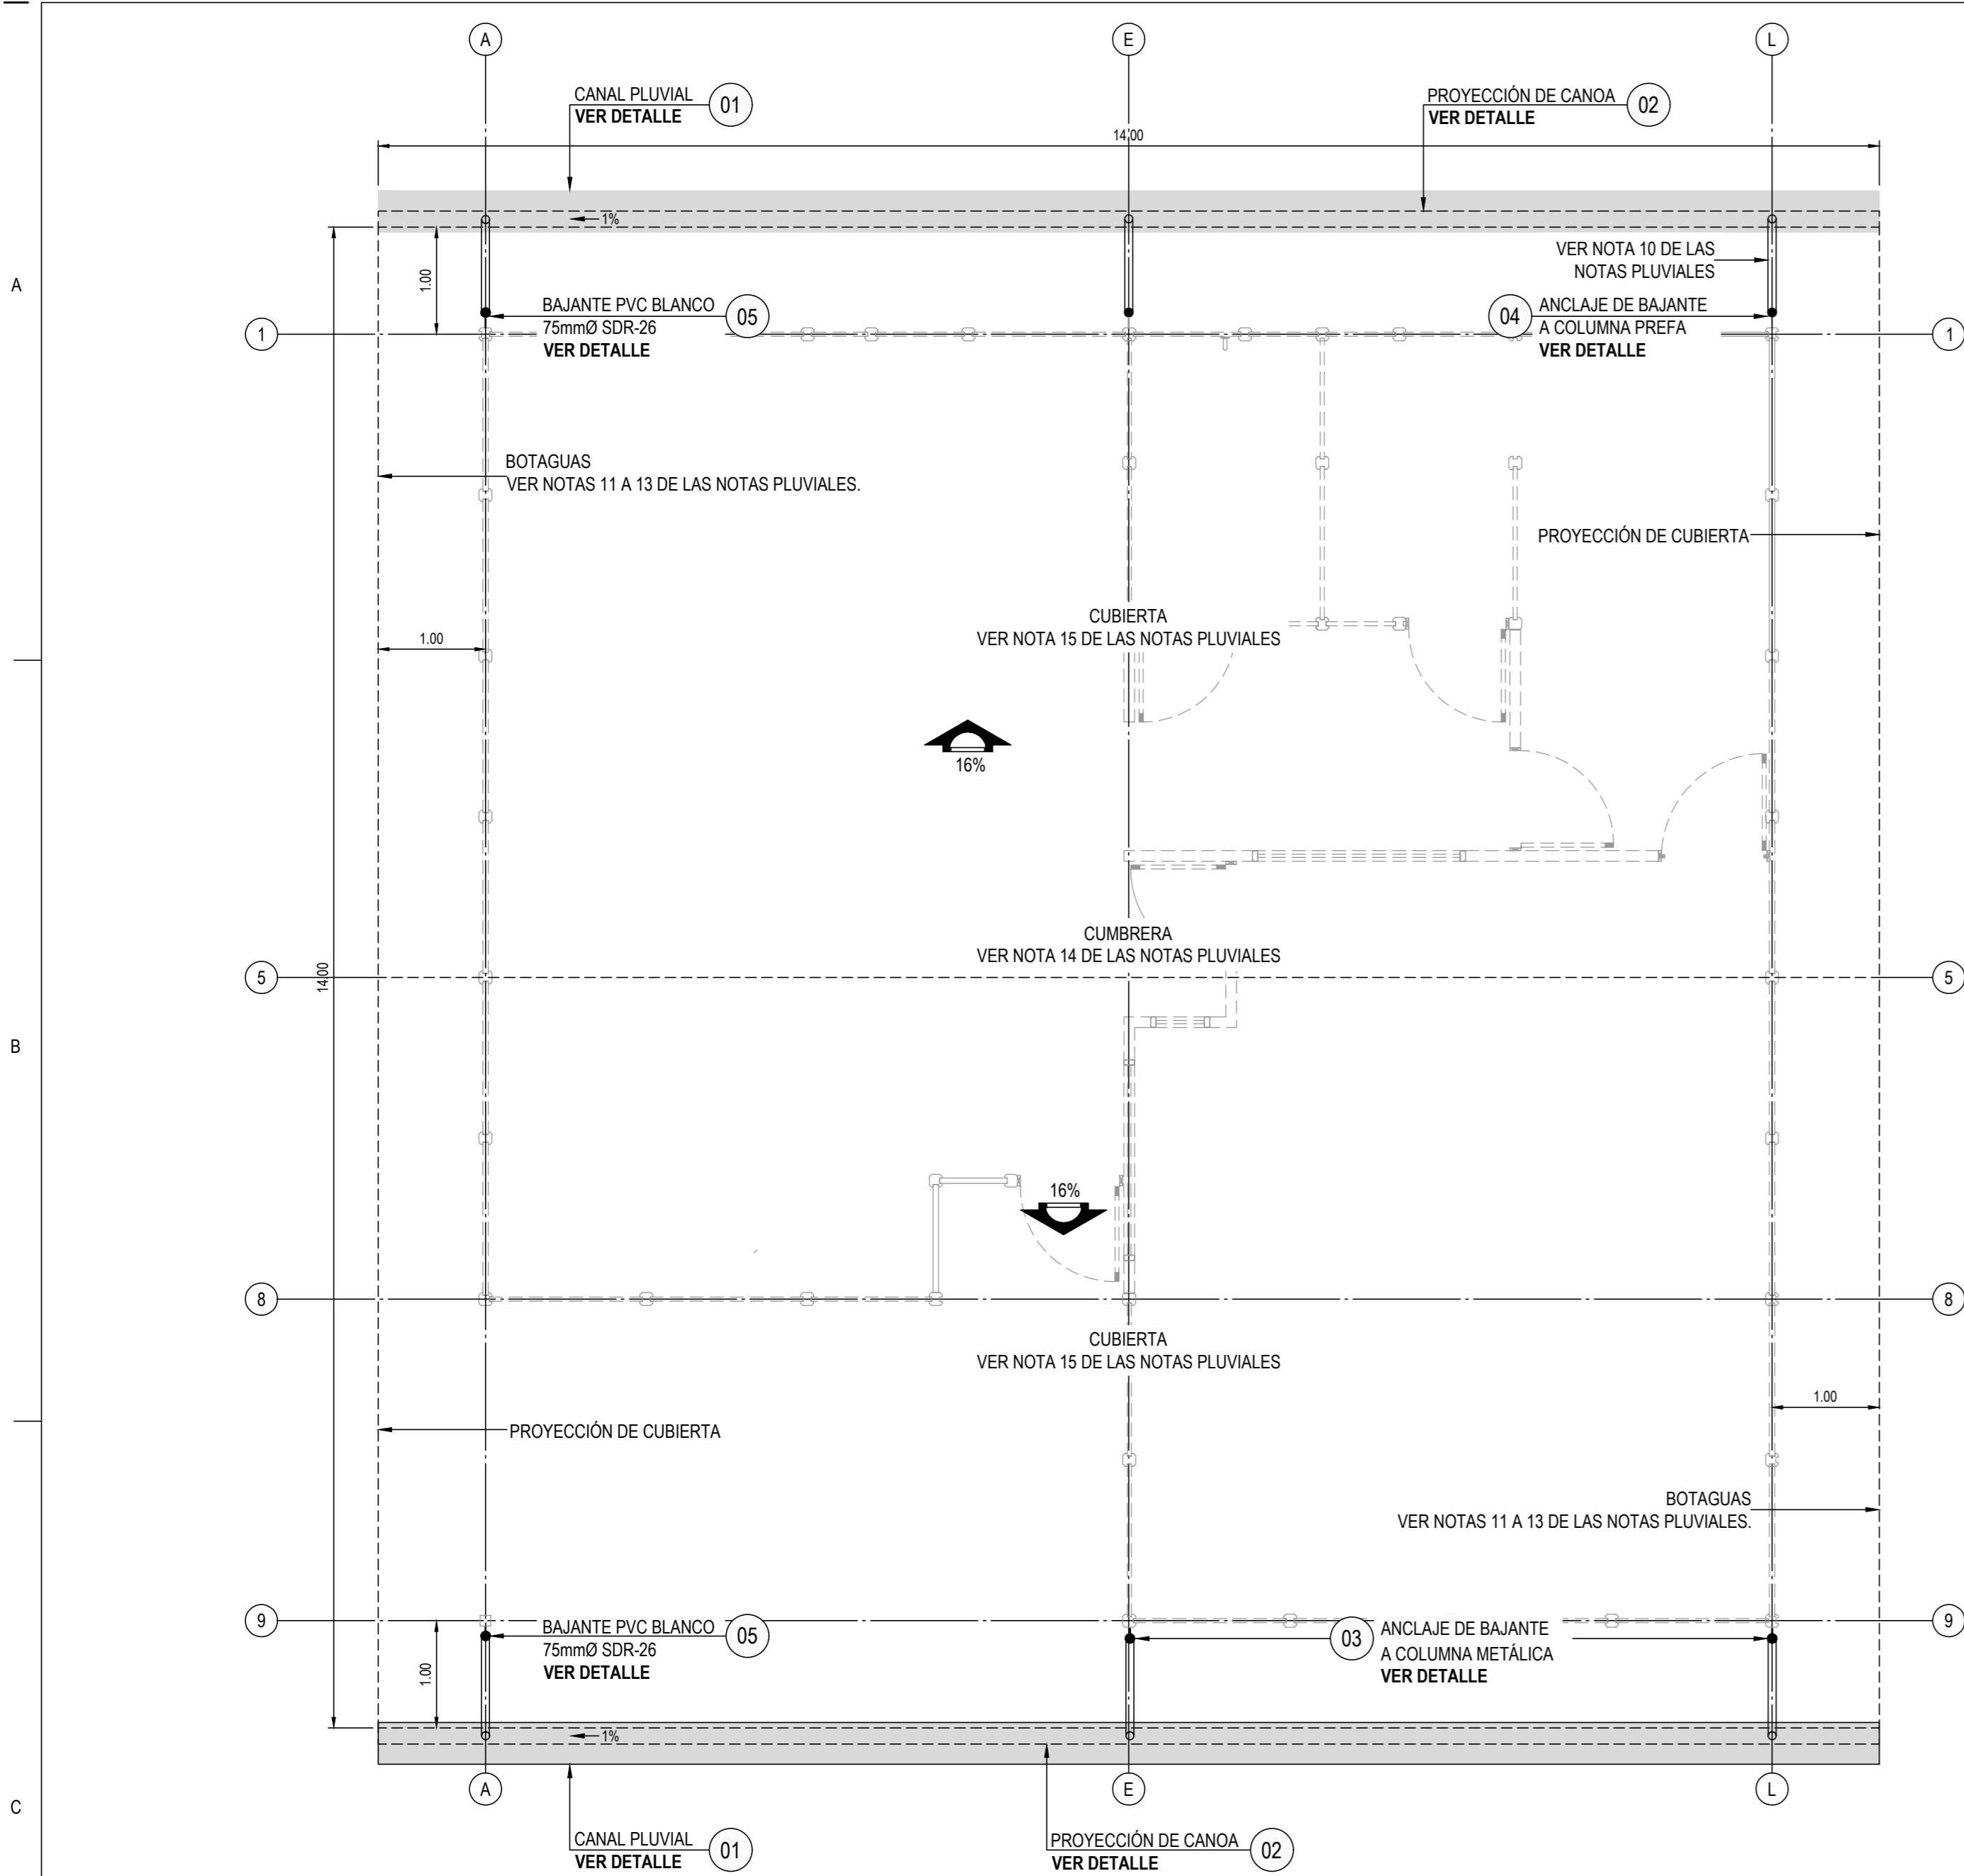 A
E
L
CANAL PLUVIAL
VER DETALLE
01
PROYECCIÓN DE CANOA
VER DETALLE
02
14.00
1%
VER NOTA 10 DE LAS
NOTAS PLUVIALES
A
1.00
BAJANTE PVC BLANCO
75mmØ SDR-26
VER DETALLE
05
04
ANCLAJE DE BAJANTE
A COLUMNA PREFA
VER DETALLE
1
1
BOTAGUAS
VER NOTAS 11 A 13 DE LAS NOTAS PLUVIALES.
PROYECCIÓN DE CUBIERTA
CUBIERTA
VER NOTA 15 DE LAS NOTAS PLUVIALES
1.00
16%
CUMBRERA
VER NOTA 14 DE LAS NOTAS PLUVIALES
5
14.00
5
B
16%
8
8
CUBIERTA
VER NOTA 15 DE LAS NOTAS PLUVIALES
1.00
PROYECCIÓN DE CUBIERTA
BOTAGUAS
VER NOTAS 11 A 13 DE LAS NOTAS PLUVIALES.
9
9
BAJANTE PVC BLANCO
75mmØ SDR-26
VER DETALLE
05
03
ANCLAJE DE BAJANTE
A COLUMNA METÁLICA
VER DETALLE
1.00
1%
A
E
L
C
CANAL PLUVIAL
VER DETALLE
01
PROYECCIÓN DE CANOA
VER DETALLE
02